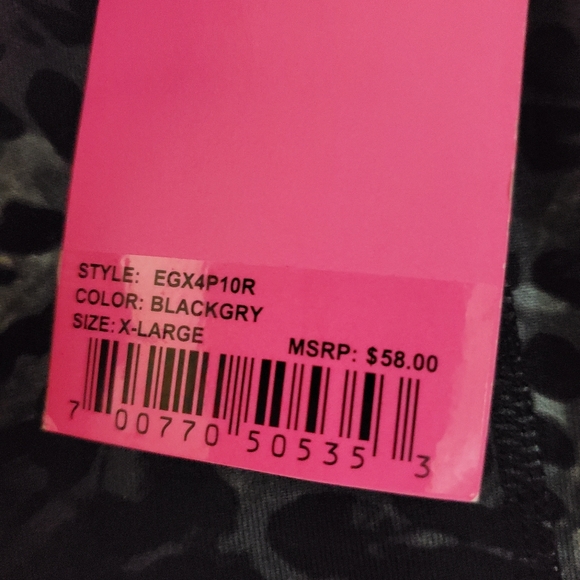 STYLE: EGX4P10R
COLOR: BLACKGRY
SIZE: X-LARGE
MSRP: $58.00
7 00770 50535 3